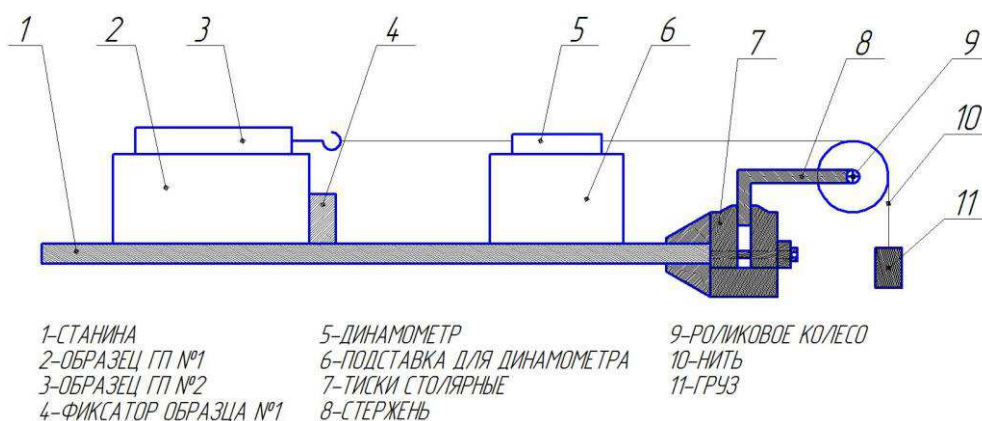 1 2 3 4 5 6 7 8 9
10
11
1-СТАНИНА
2-ОБРАЗЕЦ ГП №1
3-ОБРАЗЕЦ ГП №2
4-ФИКСАТОР ОБРАЗЦА №1
5-ДИНАМОМЕТР
6-ПОДСТАВКА ДЛЯ ДИНАМОМЕТРА
7-ТИСКИ СТОЛЯРНЫЕ
8-СТЕРЖЕНЬ
9-РОЛИКОВОЕ КОЛЕСО
10-НИТЬ
11-ГРУЗ